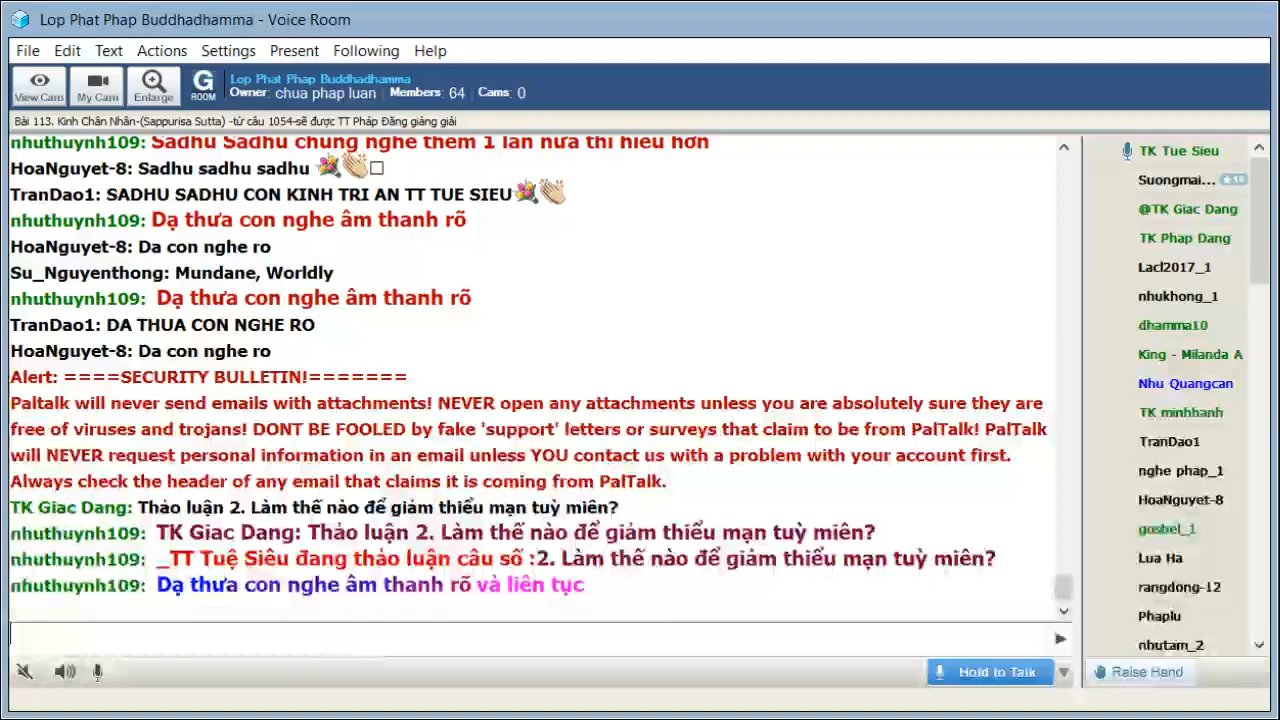 Lop Phat Phap Buddhadhamma - Voice Room
File Edit Text Actions Settings Present Following Help
View Cam My Cam Enlarge G ROOM
Lop Phat Phap Buddhadhamma
Owner: chua phap luan Members: 64 Cams: 0
Bài 113. Kinh Chân Nhân-(Sappurisa Sutta) -từ câu 1054-sẽ được TT Pháp Đăng giảng giải
nhuthuynh109: Sadhu Sadhu chúng nghe thêm 1 lần nữa thì hiểu hơn
HoaNguyet-8: Sadhu sadhu sadhu
TranDao1: SADHU SADHU CON KINH TRI AN TT TUE SIEU
nhuthuynh109: Dạ thưa con nghe âm thanh rõ
HoaNguyet-8: Da con nghe ro
Su_Nguyenthong: Mundane, Worldly
nhuthuynh109: Dạ thưa con nghe âm thanh rõ
TranDao1: DA THUA CON NGHE RO
HoaNguyet-8: Da con nghe ro
Alert: ====SECURITY BULLETIN!=======
Paltalk will never send emails with attachments! NEVER open any attachments unless you are absolutely sure they are
free of viruses and trojans! DONT BE FOOLED by fake 'support' letters or surveys that claim to be from PalTalk! PalTalk
will NEVER request personal information in an email unless YOU contact us with a problem with your account first.
Always check the header of any email that claims it is coming from PalTalk.
TK Giac Dang: Thảo luận 2. Làm thế nào để giảm thiểu mạn tuỳ miên?
nhuthuynh109: TK Giac Dang: Thảo luận 2. Làm thế nào để giảm thiểu mạn tuỳ miên?
nhuthuynh109: _TT Tuệ Siêu đang thảo luận câu số :2. Làm thế nào để giảm thiểu mạn tuỳ miên?
nhuthuynh109: Dạ thưa con nghe âm thanh rõ và liên tục
TK Tue Sieu
Suongmai... 
@TK Giac Dang
TK Phap Dang
Lacl2017_1
nhukhong_1
dhamma10
King - Milanda A
Nhu Quangcan
TK minhhanh
TranDao1
nghe phap_1
HoaNguyet-8
gosbel_1
Lua Ha
rangdong-12
Phaplu
nhutam_2
Hold to Talk
Raise Hand